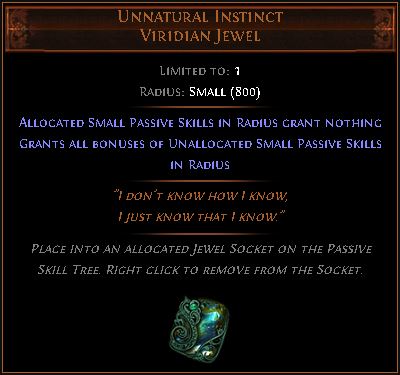 Unnatural Instinct
Viridian Jewel
Limited to: 1
Radius: Small (800)
Allocated Small Passive Skills in Radius grant nothing
Grants all bonuses of Unallocated Small Passive Skills
in Radius
"I don't know how I know,
I just know that I know."
Place into an allocated Jewel Socket on the Passive
Skill Tree. Right click to remove from the Socket.